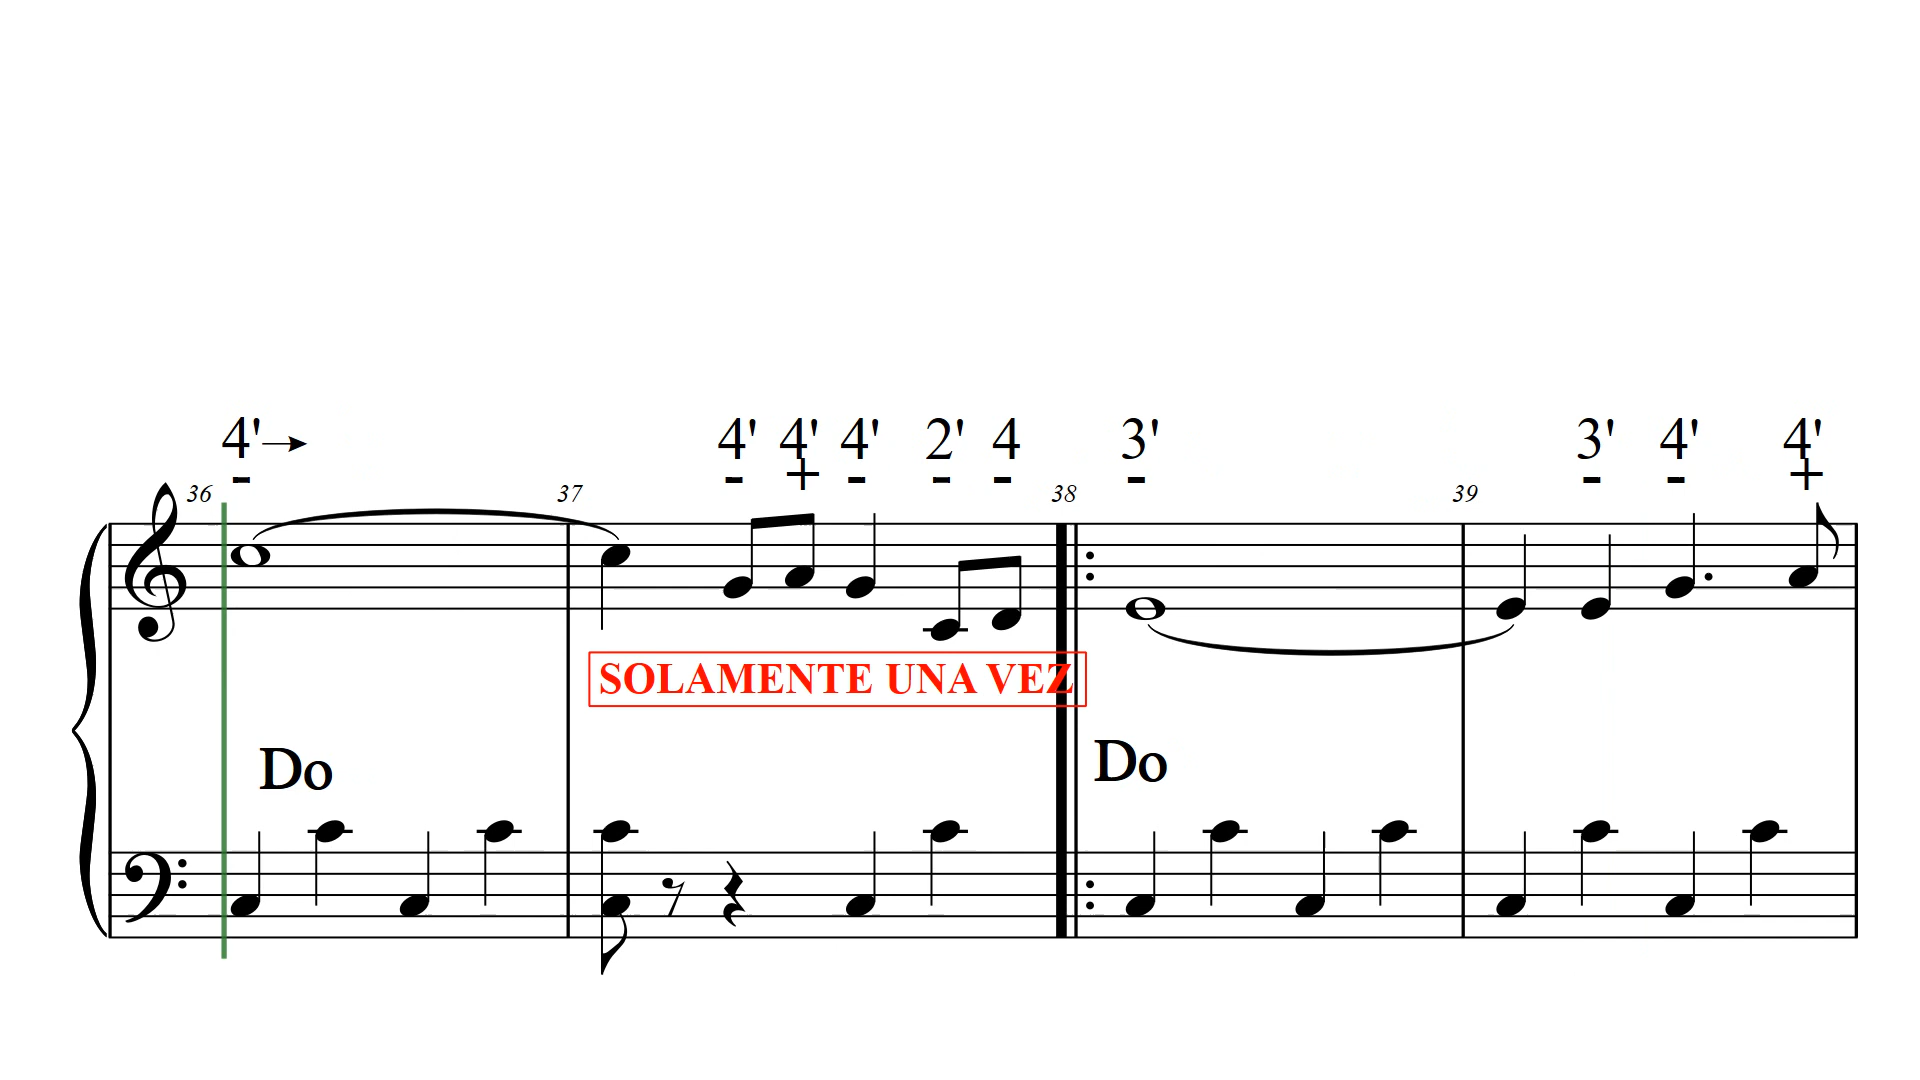 4' 4' 4' 4' 2' 4 3' 3' 4' 4'
- - + - - - - - - +
36 37 38 39
SOLAMENTE UNA VEZ
Do Do